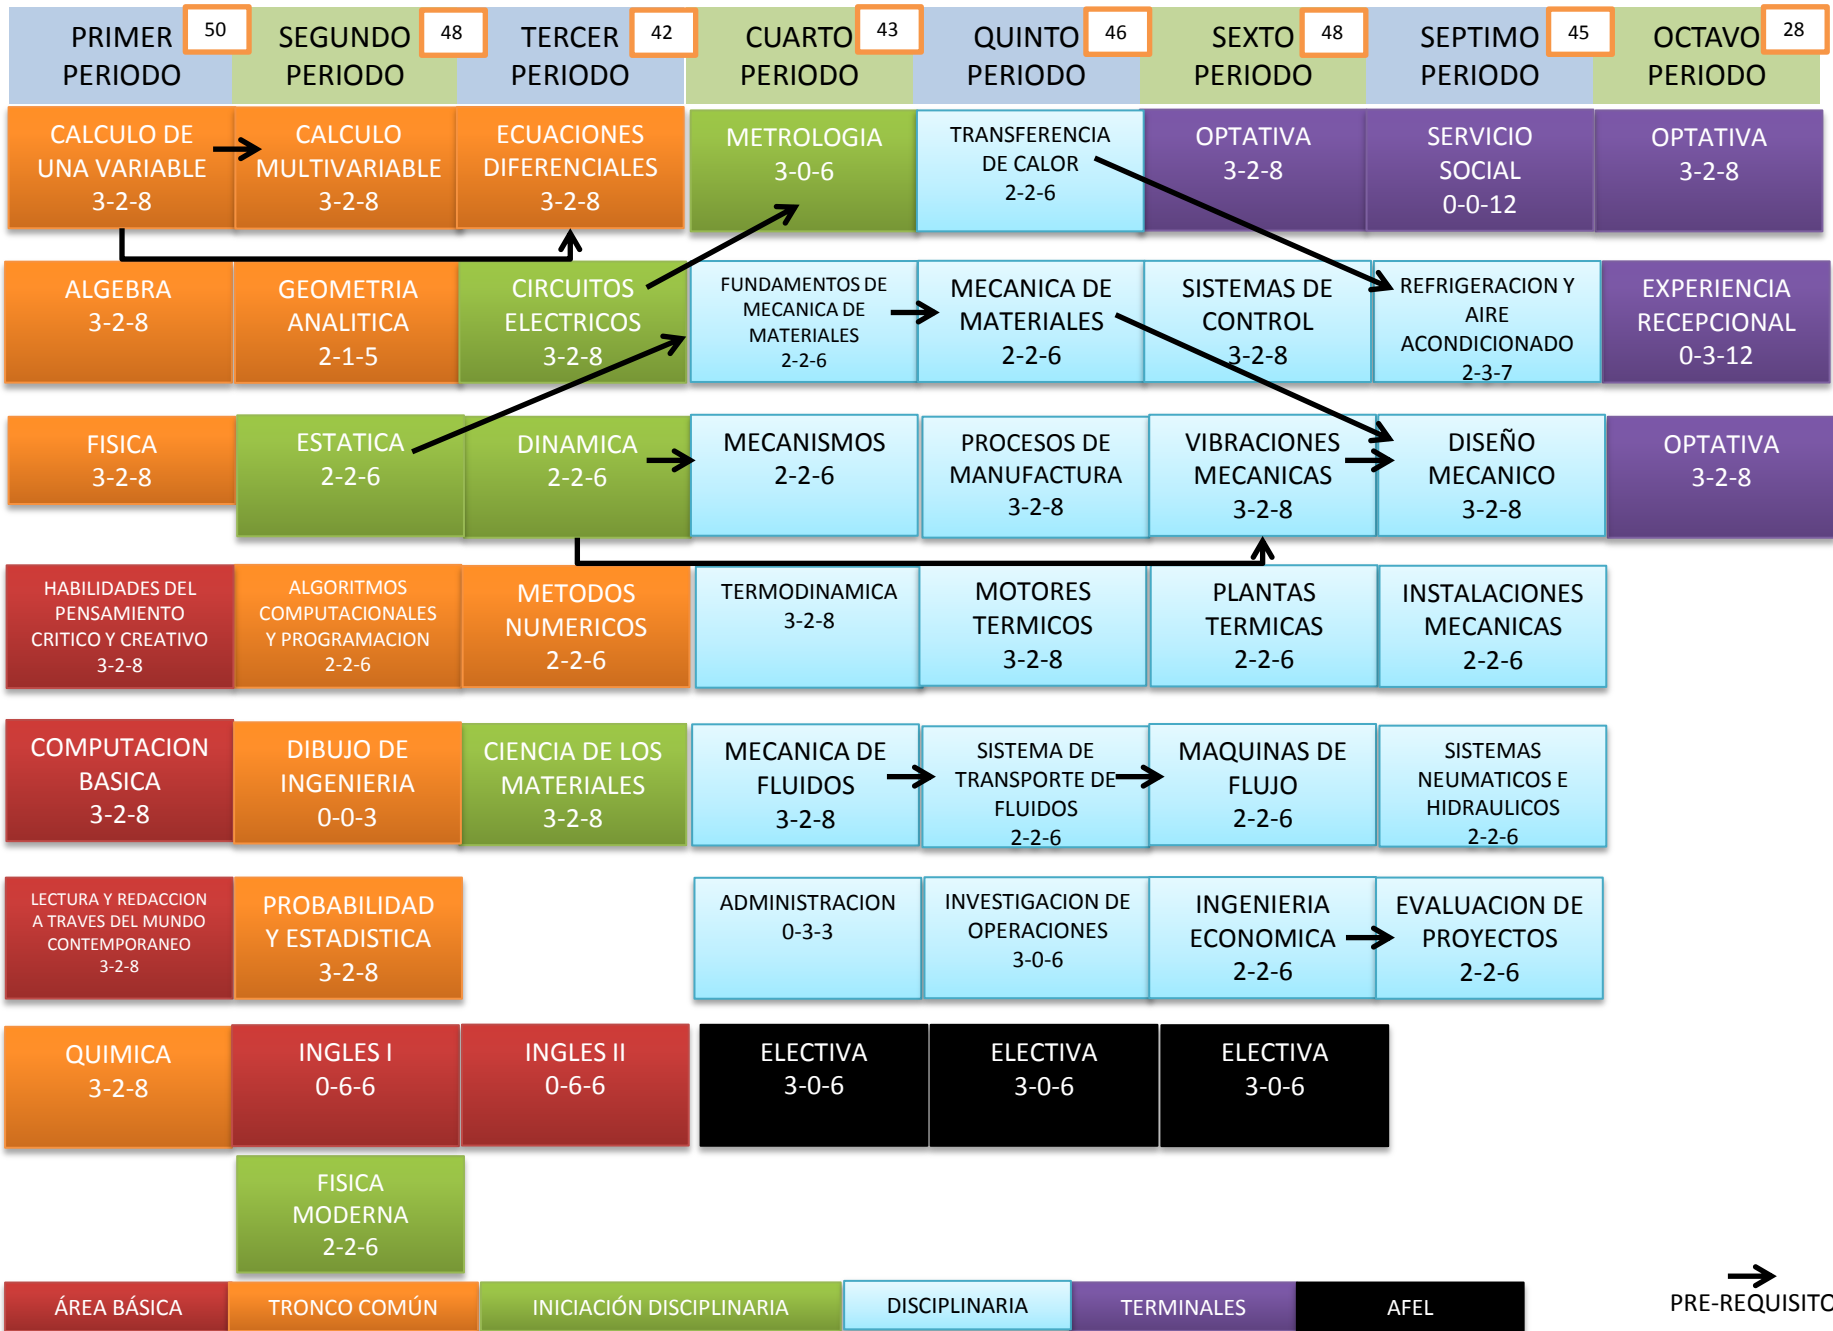 PRIMER
PERIODO
50
SEGUNDO
PERIODO
48
TERCER
PERIODO
42
CUARTO
PERIODO
43
QUINTO
PERIODO
46
SEXTO
PERIODO
48
SEPTIMO
PERIODO
45
OCTAVO
PERIODO
28
CALCULO DE
UNA VARIABLE
3-2-8
CALCULO
MULTIVARIABLE
3-2-8
ECUACIONES
DIFERENCIALES
3-2-8
METROLOGIA
3-0-6
TRANSFERENCIA
DE CALOR
2-2-6
OPTATIVA
3-2-8
SERVICIO
SOCIAL
0-0-12
OPTATIVA
3-2-8
ALGEBRA
3-2-8
GEOMETRIA
ANALITICA
2-1-5
CIRCUITOS
ELECTRICOS
3-2-8
FUNDAMENTOS DE
MECANICA DE
MATERIALES
2-2-6
MECANICA DE
MATERIALES
2-2-6
SISTEMAS DE
CONTROL
3-2-8
REFRIGERACION Y
AIRE
ACONDICIONADO
2-3-7
EXPERIENCIA
RECEPCIONAL
0-3-12
FISICA
3-2-8
ESTATICA
2-2-6
DINAMICA
2-2-6
MECANISMOS
2-2-6
PROCESOS DE
MANUFACTURA
3-2-8
VIBRACIONES
MECANICAS
3-2-8
DISEÑO
MECANICO
3-2-8
OPTATIVA
3-2-8
HABILIDADES DEL
PENSAMIENTO
CRITICO Y CREATIVO
3-2-8
ALGORITMOS
COMPUTACIONALES
Y PROGRAMACION
2-2-6
METODOS
NUMERICOS
2-2-6
TERMODINAMICA
3-2-8
MOTORES
TERMICOS
3-2-8
PLANTAS
TERMICAS
2-2-6
INSTALACIONES
MECANICAS
2-2-6
COMPUTACION
BASICA
3-2-8
DIBUJO DE
INGENIERIA
0-0-3
CIENCIA DE LOS
MATERIALES
3-2-8
MECANICA DE
FLUIDOS
3-2-8
SISTEMA DE
TRANSPORTE DE
FLUIDOS
2-2-6
MAQUINAS DE
FLUJO
2-2-6
SISTEMAS
NEUMATICOS E
HIDRAULICOS
2-2-6
LECTURA Y REDACCION
A TRAVES DEL MUNDO
CONTEMPORANEO
3-2-8
PROBABILIDAD
Y ESTADISTICA
3-2-8
ADMINISTRACION
0-3-3
INVESTIGACION DE
OPERACIONES
3-0-6
INGENIERIA
ECONOMICA
2-2-6
EVALUACION DE
PROYECTOS
2-2-6
QUIMICA
3-2-8
INGLES I
0-6-6
INGLES II
0-6-6
ELECTIVA
3-0-6
ELECTIVA
3-0-6
ELECTIVA
3-0-6
FISICA
MODERNA
2-2-6
ÁREA BÁSICA
TRONCO COMÚN
INICIACIÓN DISCIPLINARIA
DISCIPLINARIA
TERMINALES
AFEL
PRE-REQUISITO